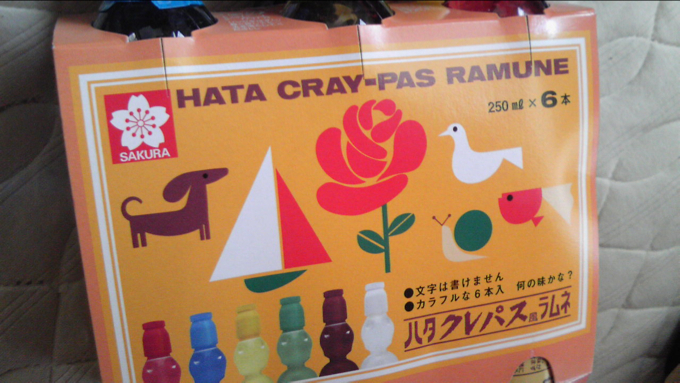 HATA CRAY-PAS RAMUNE
250㎖×6本
SAKURA
●文字は書けません
●カラフルな6本入 何の味かな?
ハタクレパス風ラムネ